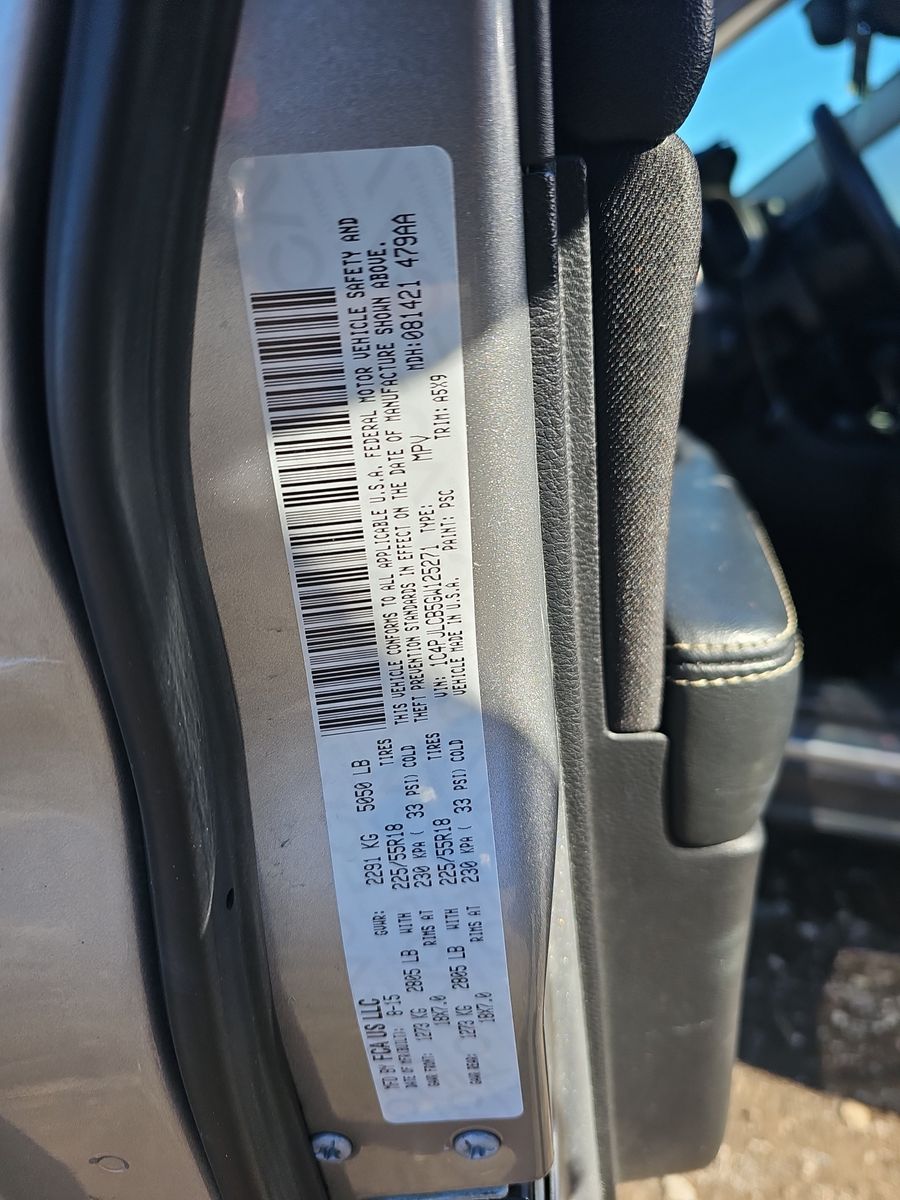 MFD BY FCA US LLC
DATE OF MFR(BUILT): 8-15 GVWR: 2291 KG 5050 LB
GAWR FRONT: 1273 KG 2805 LB WITH 225/55R18 TIRES
18X7.0 RIMS AT 230 KPA ( 33 PSI) COLD
GAWR REAR: 1273 KG 2805 LB WITH 225/55R18 TIRES
18X7.0 RIMS AT 230 KPA ( 33 PSI) COLD
THIS VEHICLE CONFORMS TO ALL APPLICABLE U.S.A. FEDERAL MOTOR VEHICLE SAFETY AND
THEFT PREVENTION STANDARDS IN EFFECT ON THE DATE OF MANUFACTURE SHOWN ABOVE.
VIN: 1C4PJLCB5GW125271 TYPE: MPV MDH:081421 479AA
VEHICLE MADE IN U.S.A. PAINT: PSC TRIM: A5X9